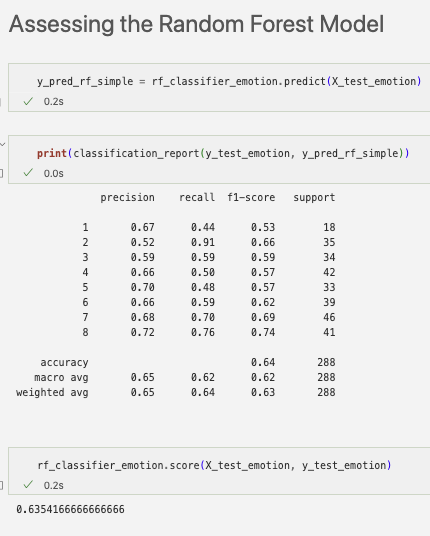 Assessing the Random Forest Model
y_pred_rf_simple = rf_classifier_emotion.predict(X_test_emotion)
✓ 0.2s
print(classification_report(y_test_emotion, y_pred_rf_simple))
✓ 0.0s
precision recall f1-score support
1 0.67 0.44 0.53 18
2 0.52 0.91 0.66 35
3 0.59 0.59 0.59 34
4 0.66 0.50 0.57 42
5 0.70 0.48 0.57 33
6 0.66 0.59 0.62 39
7 0.68 0.70 0.69 46
8 0.72 0.76 0.74 41
accuracy 0.64 288
macro avg 0.65 0.62 0.62 288
weighted avg 0.65 0.64 0.63 288
rf_classifier_emotion.score(X_test_emotion, y_test_emotion)
✓ 0.2s
0.6354166666666666